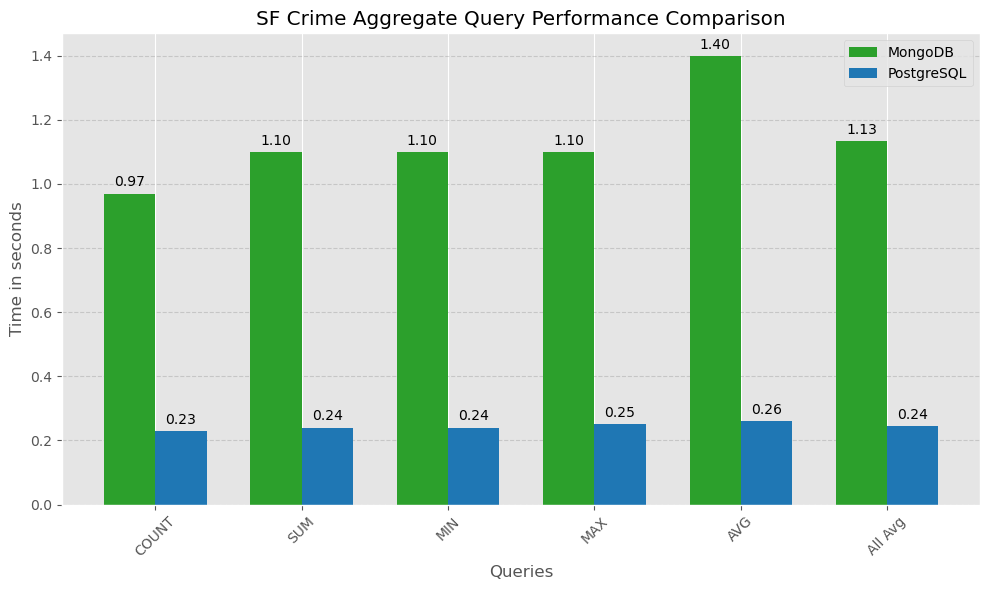 SF Crime Aggregate Query Performance Comparison
MongoDB
PostgreSQL
Time in seconds
1.4
1.2
1.0
0.8
0.6
0.4
0.2
0.0
0.97
0.23
1.10
0.24
1.10
0.24
1.10
0.25
1.40
0.26
1.13
0.24
COUNT
SUM
MIN
MAX
AVG
All Avg
Queries